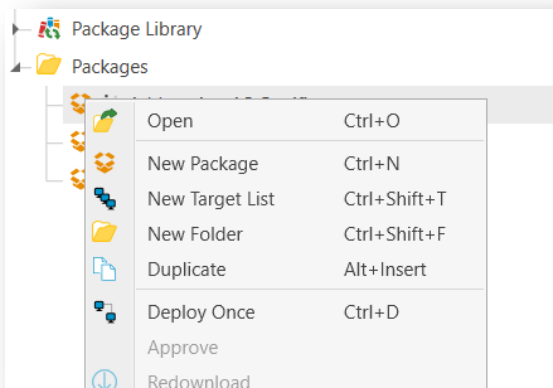 Package Library
Packages
Open Ctrl+O
New Package Ctrl+N
New Target List Ctrl+Shift+T
New Folder Ctrl+Shift+F
Duplicate Alt+Insert
Deploy Once Ctrl+D
Approve
Redownload